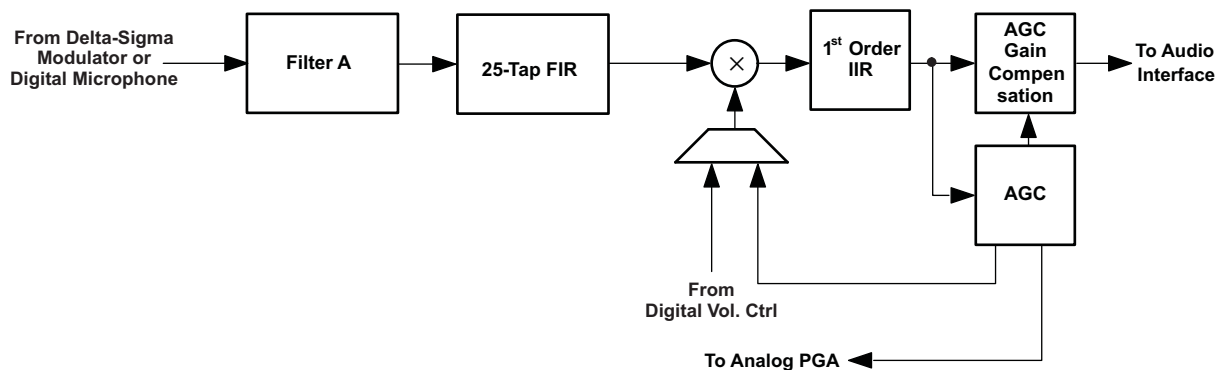 From Delta-Sigma
Modulator or
Digital Microphone
Filter A
25-Tap FIR
×
1st Order
IIR
AGC
Gain
Compen
sation
To Audio
Interface
AGC
From
Digital Vol. Ctrl
To Analog PGA